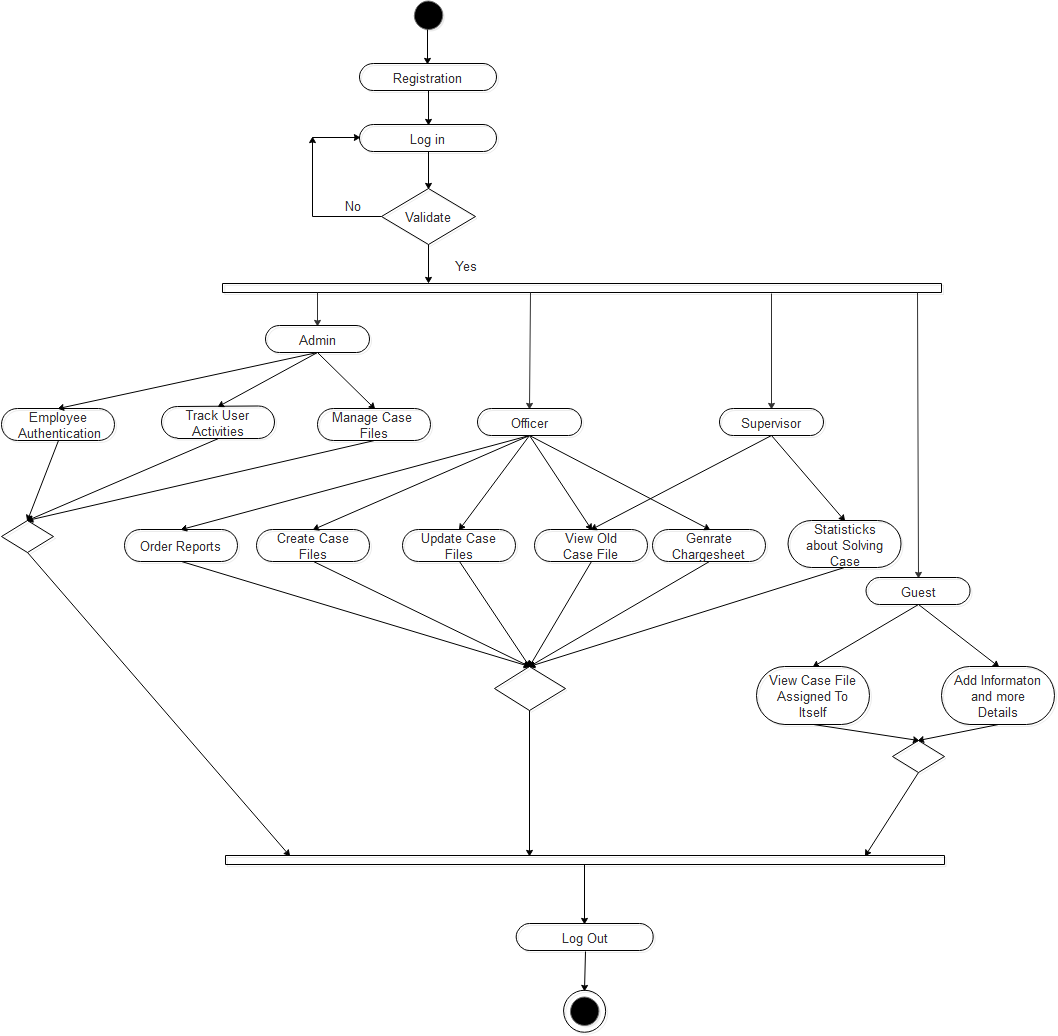 Registration
Log in
No
Validate
Yes
Admin
Employee
Authentication
Track User
Activities
Manage Case
Files
Officer
Supervisor
Order Reports
Create Case
Files
Update Case
Files
View Old
Case File
Genrate
Chargesheet
Statisticks
about Solving
Case
Guest
View Case File
Assigned To
Itself
Add Informaton
and more
Details
Log Out